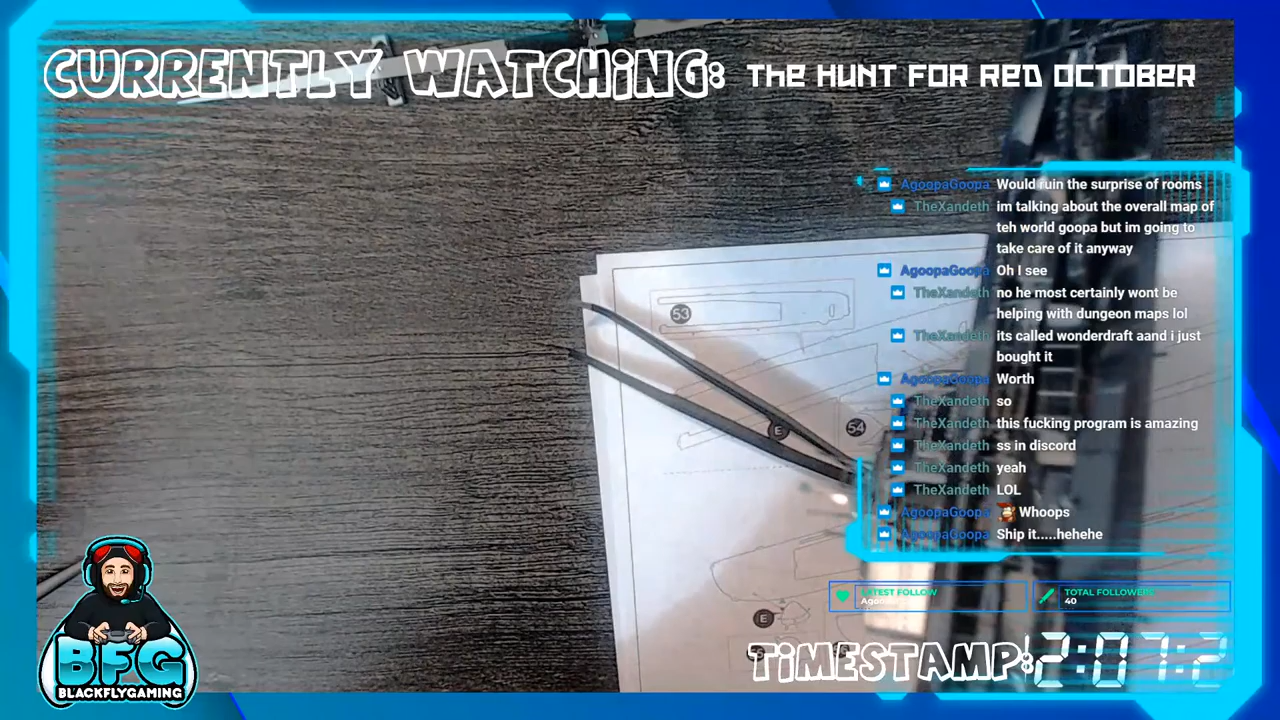 CURRENTLY WATCHING: THE HUNT FOR RED OCTOBER
AgoopaGoopa Would ruin the surprise of rooms
TheXandeth im talking about the overall map of
teh world goopa but im going to
take care of it anyway
AgoopaGoopa Oh I see
TheXandeth no he most certainly wont be
helping with dungeon maps lol
TheXandeth its called wonderdraft aand i just
bought it
AgoopaGoopa Worth
TheXandeth so
TheXandeth this fucking program is amazing
TheXandeth ss in discord
TheXandeth yeah
TheXandeth LOL
AgoopaGoopa Whoops
AgoopaGoopa Ship it.....hehehe
53
54
E
E
LATEST FOLLOW
TOTAL FOLLOWERS
40
TIMESTAMP: 2:07:2
BFG
BLACKFLYGAMING